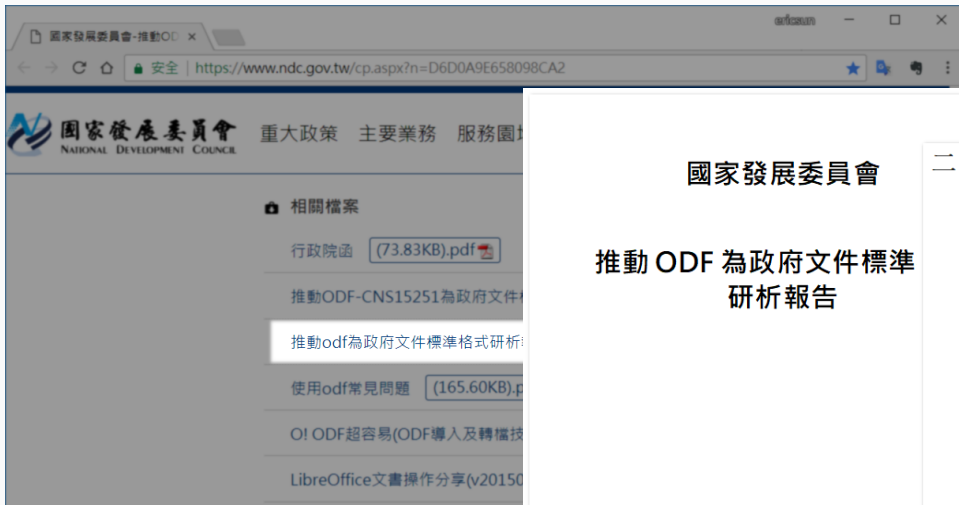 ericsun
國家發展委員會-推動OD
安全 | https://www.ndc.gov.tw/cp.aspx?n=D6D0A9E658098CA2
國家發展委員會
NATIONAL DEVELOPMENT COUNCIL
重大政策 主要業務 服務園
相關檔案
行政院函 (73.83KB).pdf
推動ODF-CNS15251為政府文件
推動odf為政府文件標準格式研析
使用odf常見問題 (165.60KB).p
O! ODF超容易(ODF導入及轉檔技
LibreOffice文書操作分享(v20150
國家發展委員會
推動 ODF 為政府文件標準
研析報告
二